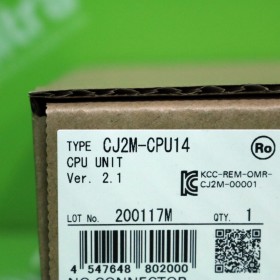 TYPE CJ2M-CPU14
CPU UNIT
Ver. 2.1
Ro
KCC-REM-OMR-
CJ2M-00001
LOT No. 200117M QTY. 1
4 547648 802000
NO CONNECTOR